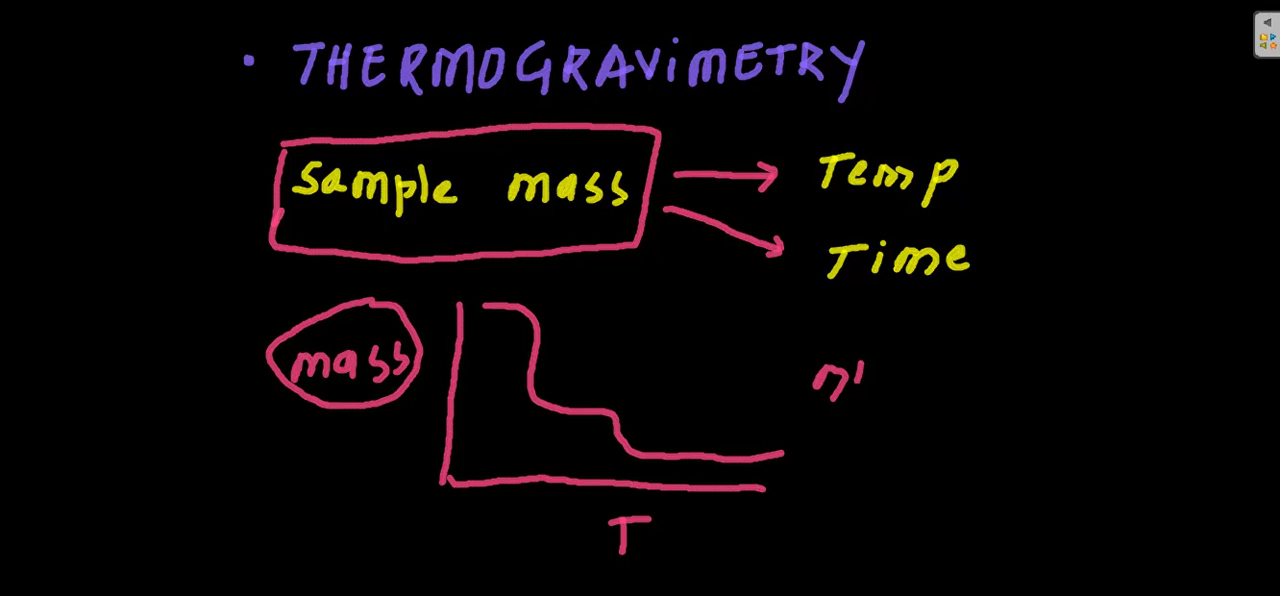 • THERMOGRAViMETRY
Sample mass → Temp
Time
mass
T